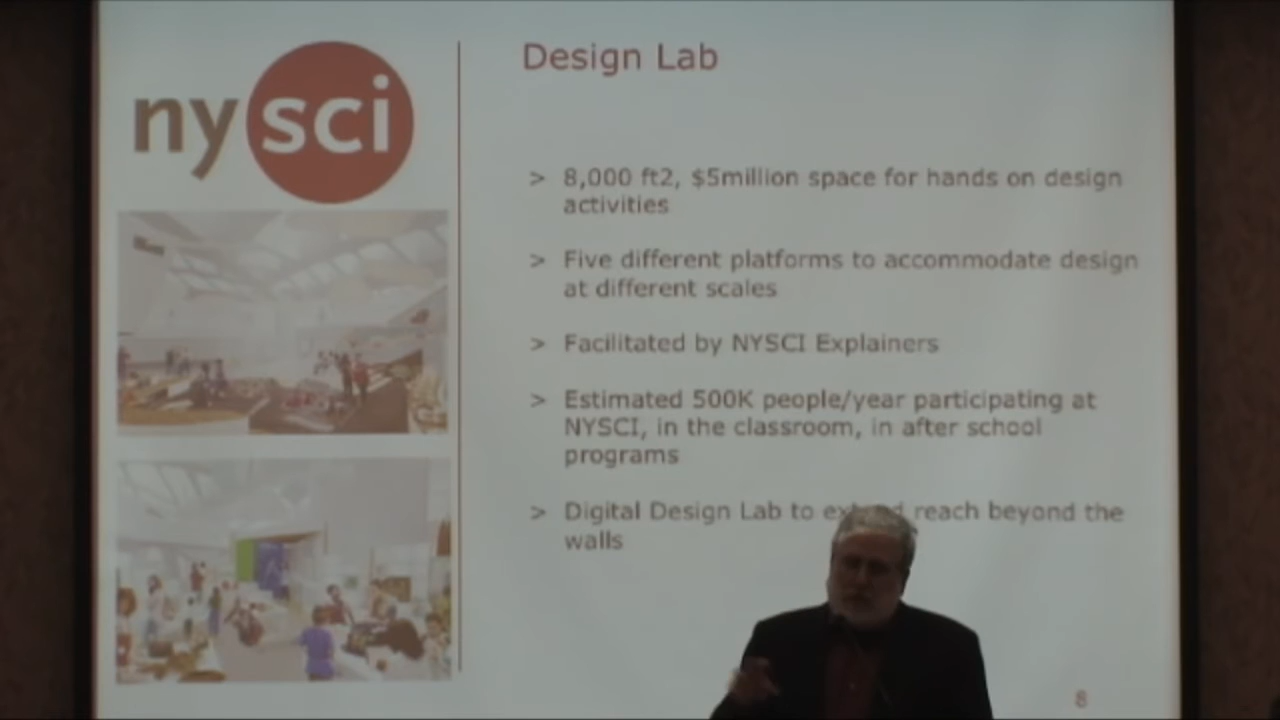 nysci
Design Lab
> 8,000 ft2, $5million space for hands on design
activities
> Five different platforms to accommodate design
at different scales
> Facilitated by NYSCI Explainers
> Estimated 500K people/year participating at
NYSCI, in the classroom, in after school
programs
> Digital Design Lab to reach beyond the
walls
8